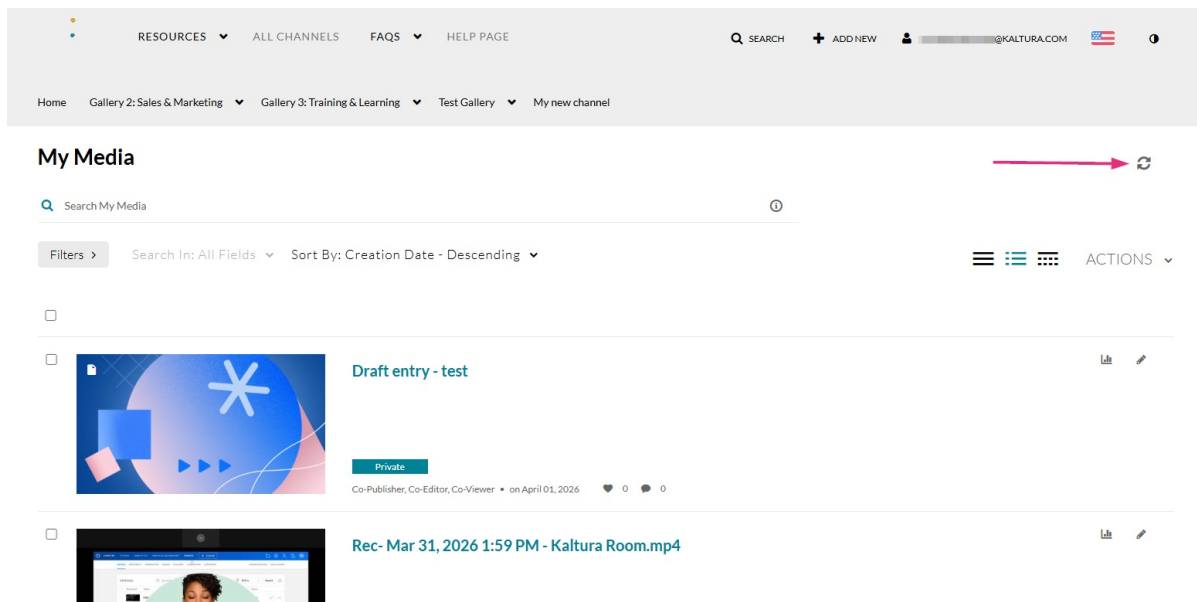 RESOURCES ALL CHANNELS FAQS HELP PAGE SEARCH ADD NEW @KALTURA.COM
Home Gallery 2: Sales & Marketing Gallery 3: Training & Learning Test Gallery My new channel
My Media
Search My Media
Filters > Search In: All Fields Sort By: Creation Date - Descending ACTIONS
Draft entry - test
Private
Co-Publisher, Co-Editor, Co-Viewer • on April 01, 2026 0 0
Rec- Mar 31, 2026 1:59 PM - Kaltura Room.mp4